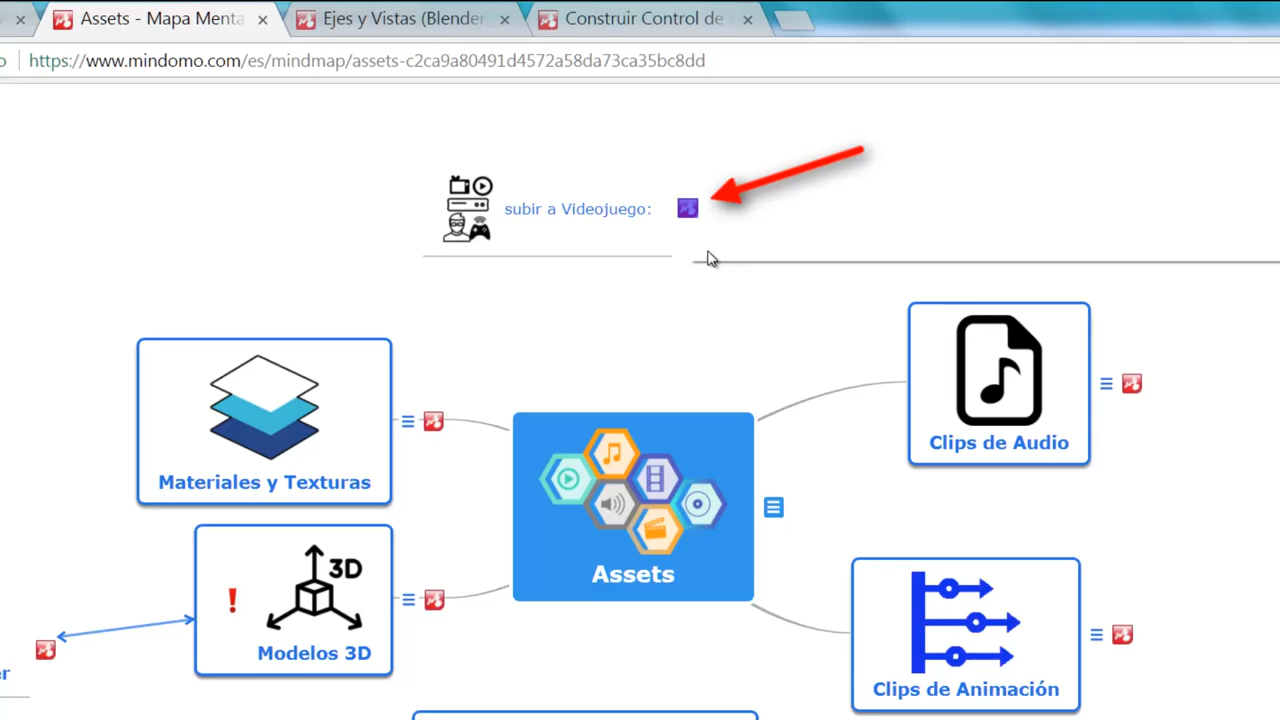 Assets - Mapa Menta
Ejes y Vistas (Blender
Construir Control de
https://www.mindomo.com/es/mindmap/assets-c2ca9a80491d4572a58da73ca35bc8dd
subir a Videojuego:
Materiales y Texturas
Clips de Audio
Assets
3D
Modelos 3D
Clips de Animación
er